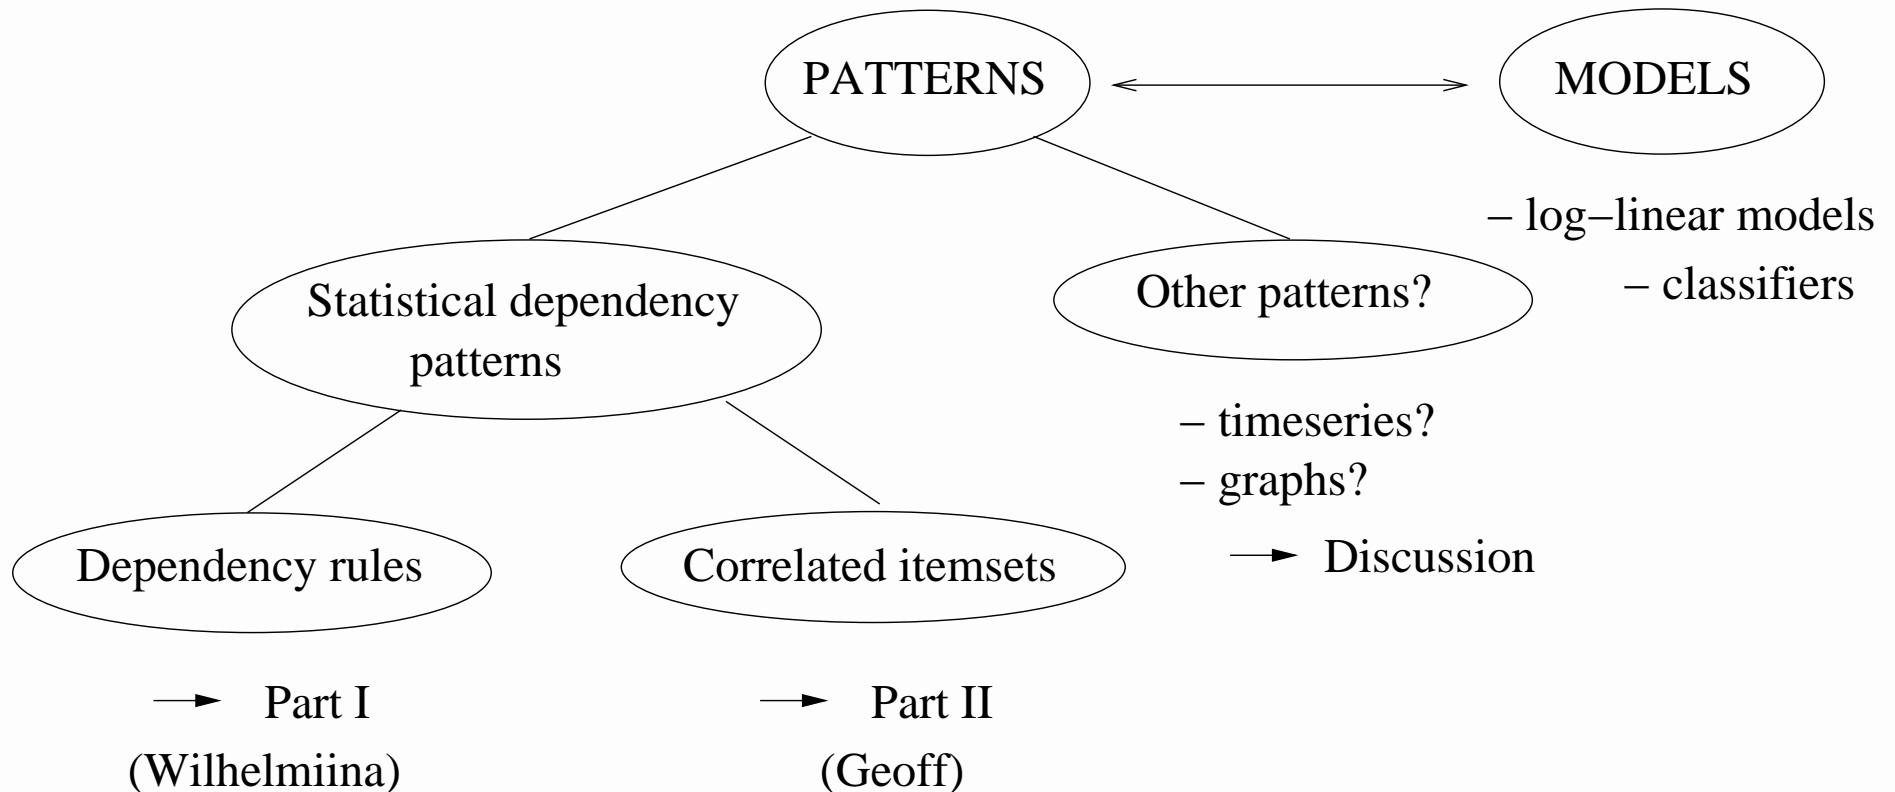 PATTERNS
MODELS
– log–linear models
– classifiers
Statistical dependency
patterns
Other patterns?
– timeseries?
– graphs?
Discussion
Dependency rules
Correlated itemsets
Part I
(Wilhelmiina)
Part II
(Geoff)